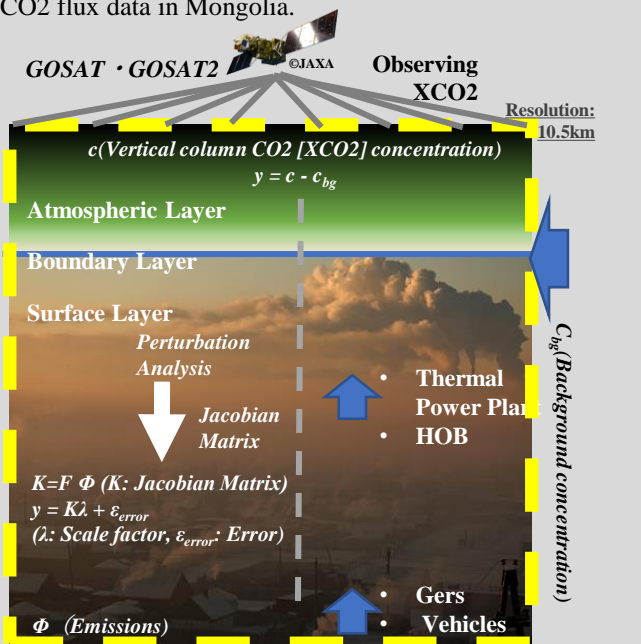 CO2 flux data in Mongolia.
GOSAT・GOSAT2
©JAXA
Observing
XCO2
Resolution:
10.5km
c(Vertical column CO2 [XCO2] concentration)
y = c - cbg
Atmospheric Layer
Boundary Layer
Surface Layer
Perturbation
Analysis
Jacobian
Matrix
K=F Φ (K: Jacobian Matrix)
y = Kλ + εerror
(λ: Scale factor, εerror: Error)
Φ (Emissions)
• Thermal
Power Plant
• HOB
• Gers
• Vehicles
Cbg(Background concentration)